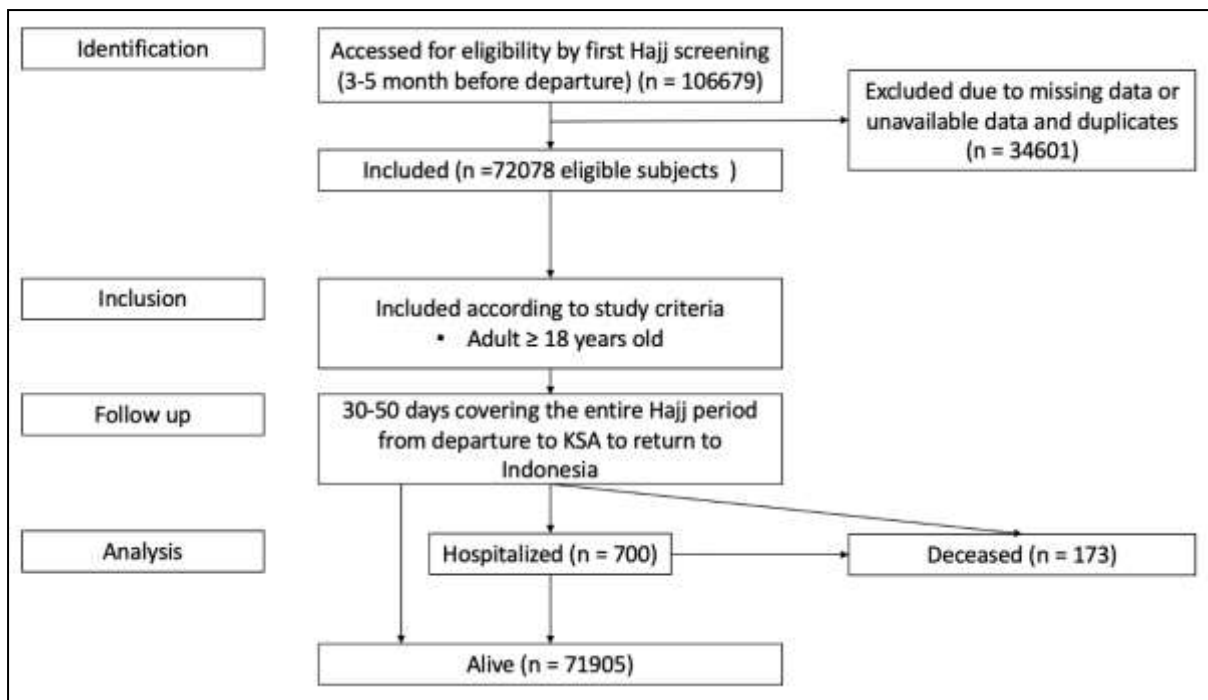 Identification
Accessed for eligibility by first Hajj screening
(3-5 month before departure) (n = 106679)
Excluded due to missing data or
unavailable data and duplicates
(n = 34601)
Included (n =72078 eligible subjects )
Inclusion
Included according to study criteria
• Adult ≥ 18 years old
Follow up
30-50 days covering the entire Hajj period
from departure to KSA to return to
Indonesia
Analysis
Hospitalized (n = 700)
Deceased (n = 173)
Alive (n = 71905)